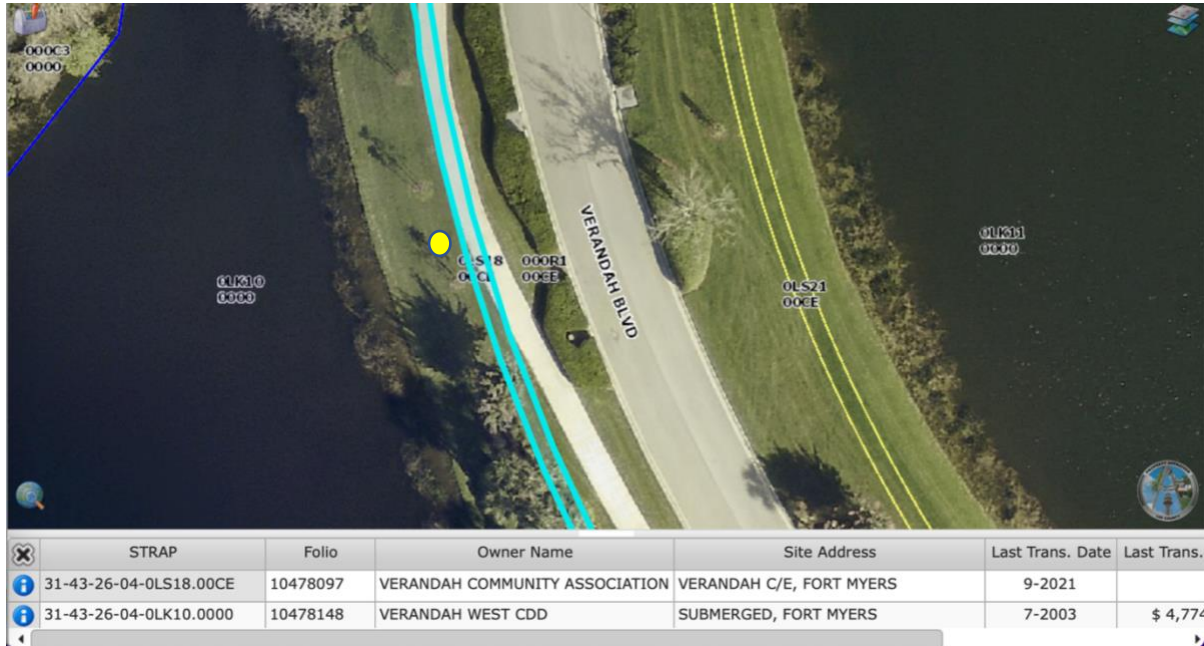 000C3
0000
0LK10
0000
0LS18
00CE
000R1
00CE
VERANDAH BLVD
0LS21
00CE
0LK11
0000
STRAP Folio Owner Name Site Address Last Trans. Date Last Trans.
31-43-26-04-0LS18.00CE 10478097 VERANDAH COMMUNITY ASSOCIATION VERANDAH C/E, FORT MYERS 9-2021
31-43-26-04-0LK10.0000 10478148 VERANDAH WEST CDD SUBMERGED, FORT MYERS 7-2003 $ 4,774